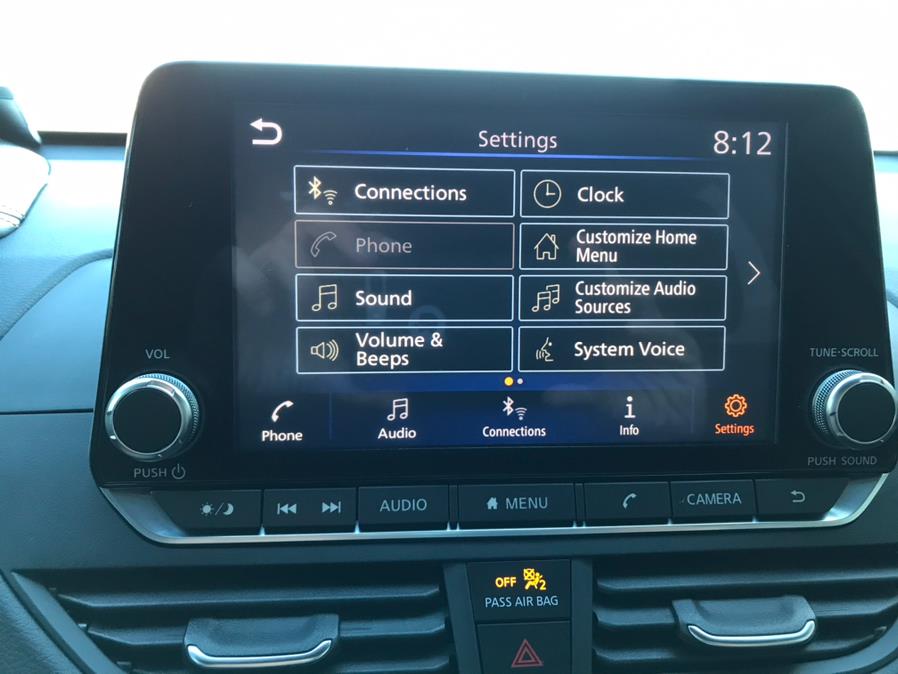 Settings
8:12
Connections
Clock
Phone
Customize Home
Menu
Sound
Customize Audio
Sources
Volume &
Beeps
System Voice
Phone
Audio
Connections
Info
Settings
VOL
PUSH
TUNE·SCROLL
PUSH SOUND
AUDIO
MENU
CAMERA
OFF
2
PASS AIR BAG